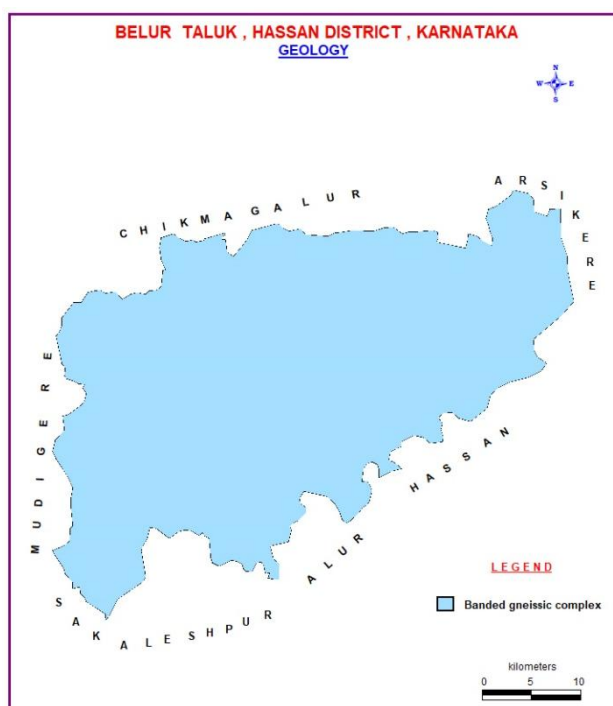 BELUR TALUK , HASSAN DISTRICT , KARNATAKA
GEOLOGY
N
W E
S
ARSIKERE
CHIKMAGALUR
MUDIGERE
HASSAN
ALUR
SAKALESHPUR
LEGEND
Banded gneissic complex
kilometers
0 5 10